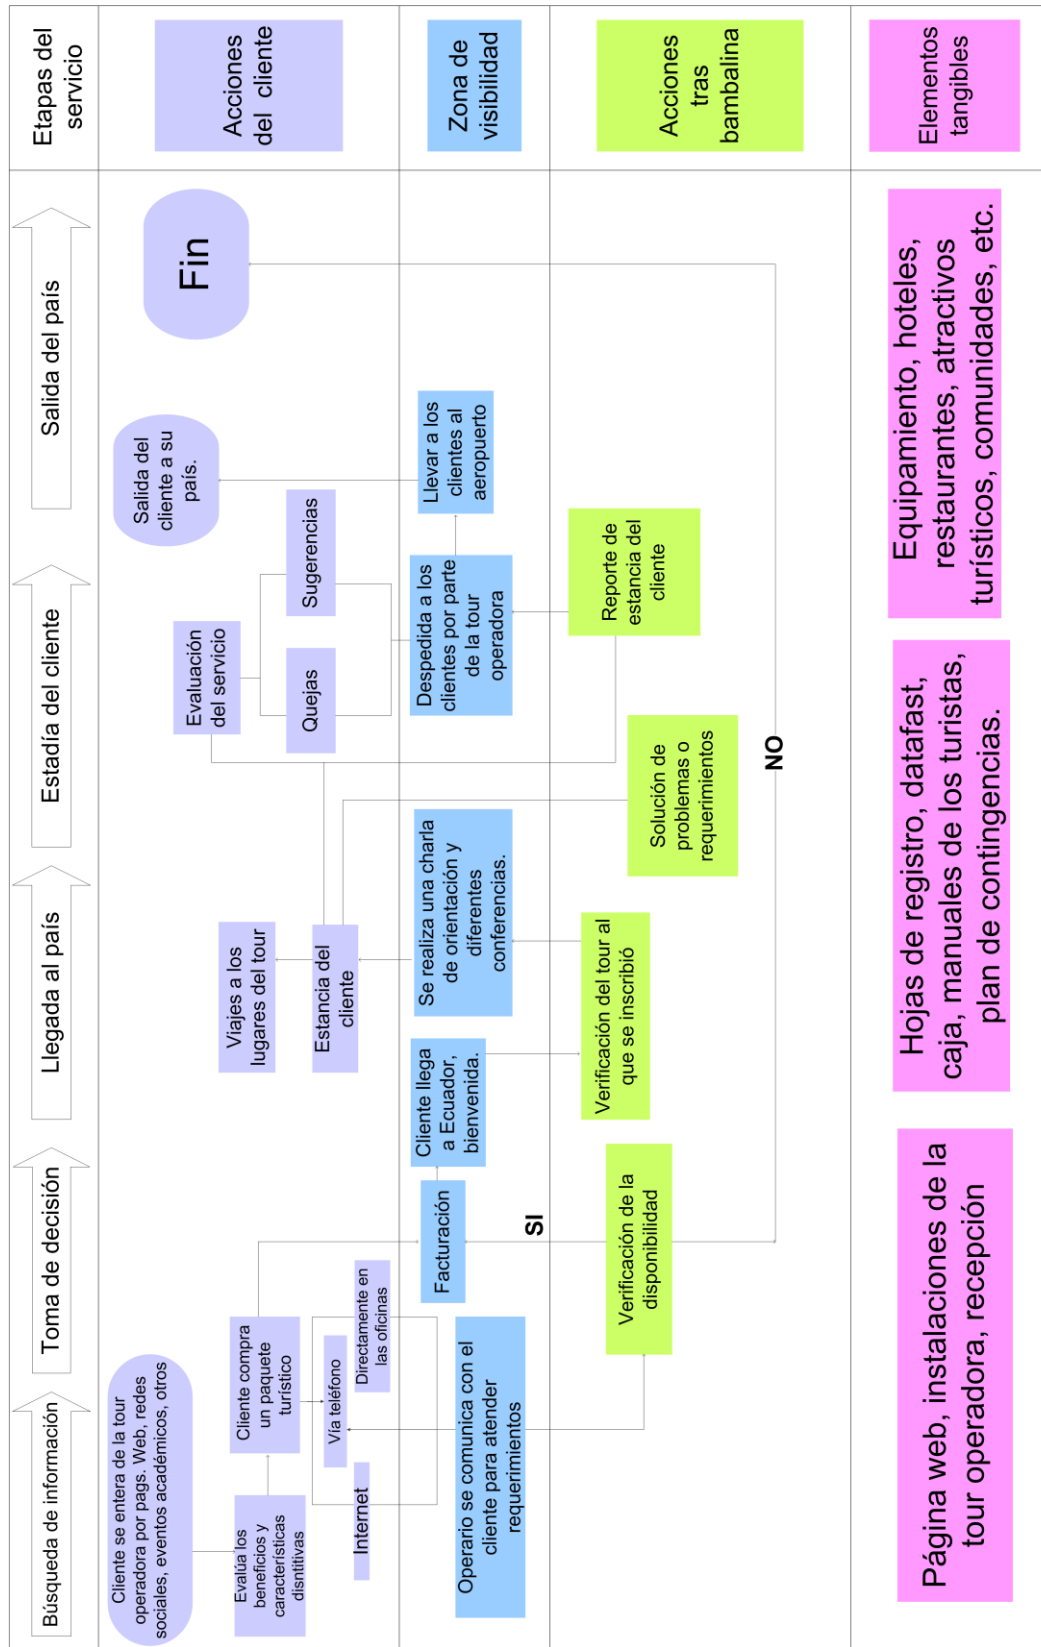 Etapas del
servicio
Búsqueda de información
Toma de decisión
Llegada al país
Estadía del cliente
Salida del país
Acciones
del cliente
Cliente se entera de la tour
operadora por pags. Web, redes
sociales, eventos académicos, otros
Evalúa los
beneficios y
características
disntitivas
Cliente compra
un paquete
turístico
Internet
Vía teléfono
Directamente en
las oficinas
Viajes a los
lugares del tour
Estancia del
cliente
Evaluación
del servicio
Quejas
Sugerencias
Salida del
cliente a su
país.
Fin
Zona de
visibilidad
Operario se comunica con el
cliente para atender
requerimientos
Facturación
Cliente llega
a Ecuador,
bienvenida.
Se realiza una charla
de orientación y
diferentes
conferencias.
Despedida a los
clientes por parte
de la tour
operadora
Llevar a los
clientes al
aeropuerto
SI
Acciones
tras
bambalina
Verificación de la
disponibilidad
Verificación del tour al
que se inscribió
Solución de
problemas o
requerimientos
Reporte de
estancia del
cliente
NO
Elementos
tangibles
Página web, instalaciones de la
tour operadora, recepción
Hojas de registro, datafast,
caja, manuales de los turistas,
plan de contingencias.
Equipamiento, hoteles,
restaurantes, atractivos
turísticos, comunidades, etc.